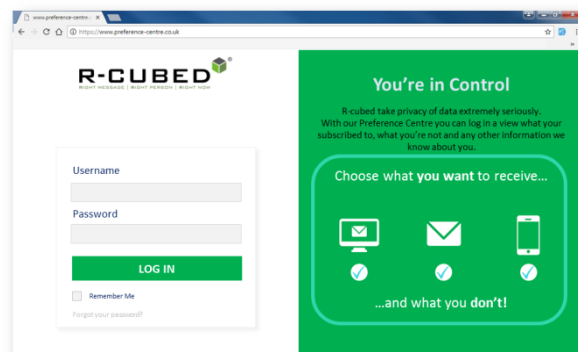 www.preference-centre.
https://www.preference-centre.co.uk
R-CUBED
RIGHT MESSAGE | RIGHT PERSON | RIGHT NOW
Username
Password
LOG IN
Remember Me
Forgot your password?
You're in Control
R-cubed take privacy of data extremely seriously.
With our Preference Centre you can log in a view what your
subscribed to, what you're not and any other information we
know about you.
Choose what you want to receive...
...and what you don't!